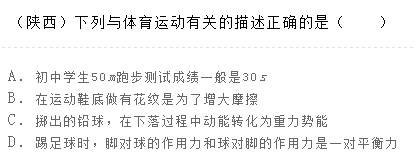 （陕西）下列与体育运动有关的描述正确的是（　　）
A. 初中学生50m跑步测试成绩一般是30s
B. 在运动鞋底做有花纹是为了增大摩擦
C. 掷出的铅球，在下落过程中动能转化为重力势能
D. 踢足球时，脚对球的作用力和球对脚的作用力是一对平衡力